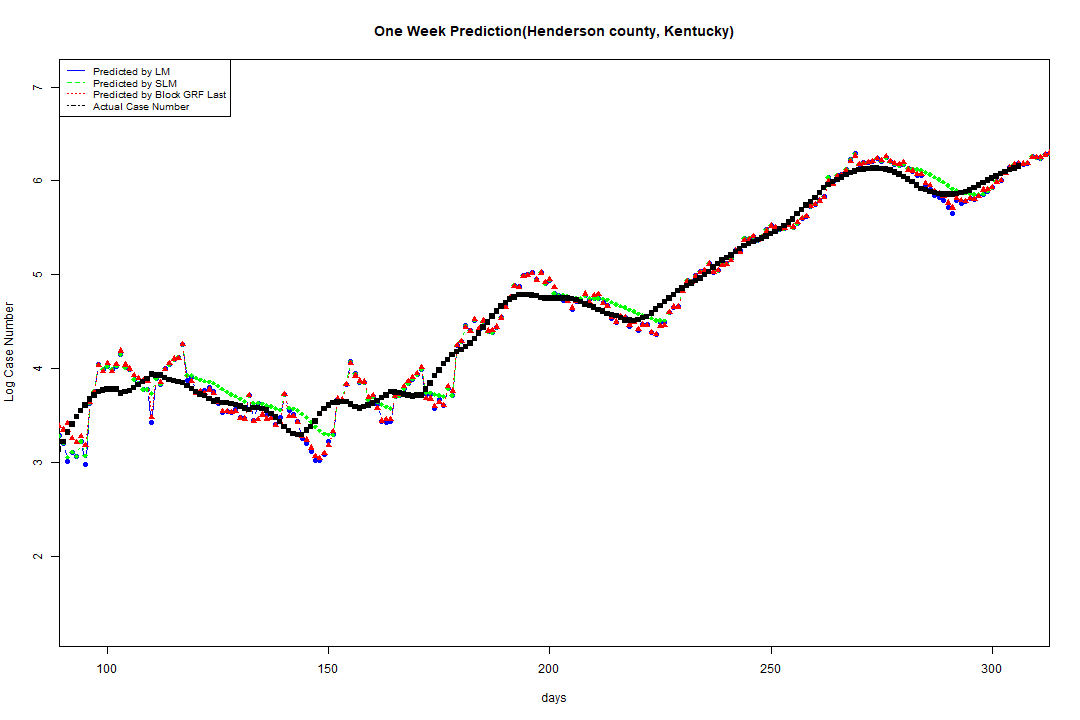 One Week Prediction(Henderson county, Kentucky)
Predicted by LM
Predicted by SLM
Predicted by Block GRF Last
Actual Case Number
7
6
5
4
3
2
Log Case Number
100 150 200 250 300
days